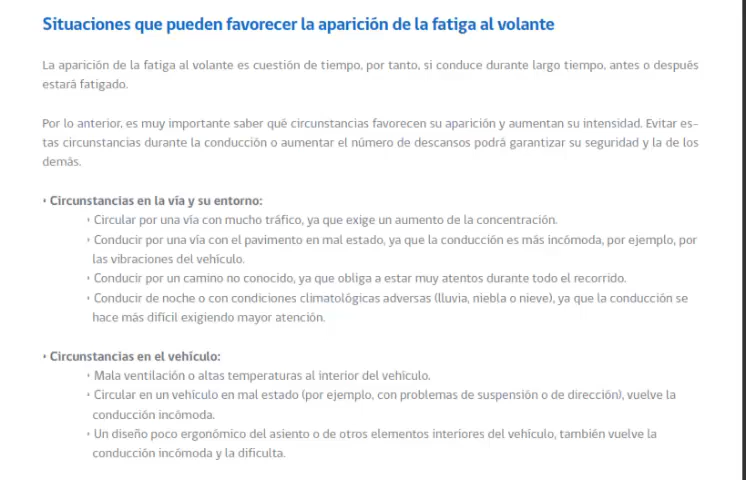 Situaciones que pueden favorecer la aparición de la fatiga al volante
La aparición de la fatiga al volante es cuestión de tiempo, por tanto, si conduce durante largo tiempo, antes o después
estará fatigado.
Por lo anterior, es muy importante saber qué circunstancias favorecen su aparición y aumentan su intensidad. Evitar es-
tas circunstancias durante la conducción o aumentar el número de descansos podrá garantizar su seguridad y la de los
demás.
• Circunstancias en la vía y su entorno:
› Circular por una vía con mucho tráfico, ya que exige un aumento de la concentración.
› Conducir por una vía con el pavimento en mal estado, ya que la conducción es más incómoda, por ejemplo, por
las vibraciones del vehículo.
› Conducir por un camino no conocido, ya que obliga a estar muy atentos durante todo el recorrido.
› Conducir de noche o con condiciones climatológicas adversas (lluvia, niebla o nieve), ya que la conducción se
hace más difícil exigiendo mayor atención.
• Circunstancias en el vehículo:
› Mala ventilación o altas temperaturas al interior del vehículo.
› Circular en un vehículo en mal estado (por ejemplo, con problemas de suspensión o de dirección), vuelve la
conducción incómoda.
› Un diseño poco ergonómico del asiento o de otros elementos interiores del vehículo, también vuelve la
conducción incómoda y la dificulta.